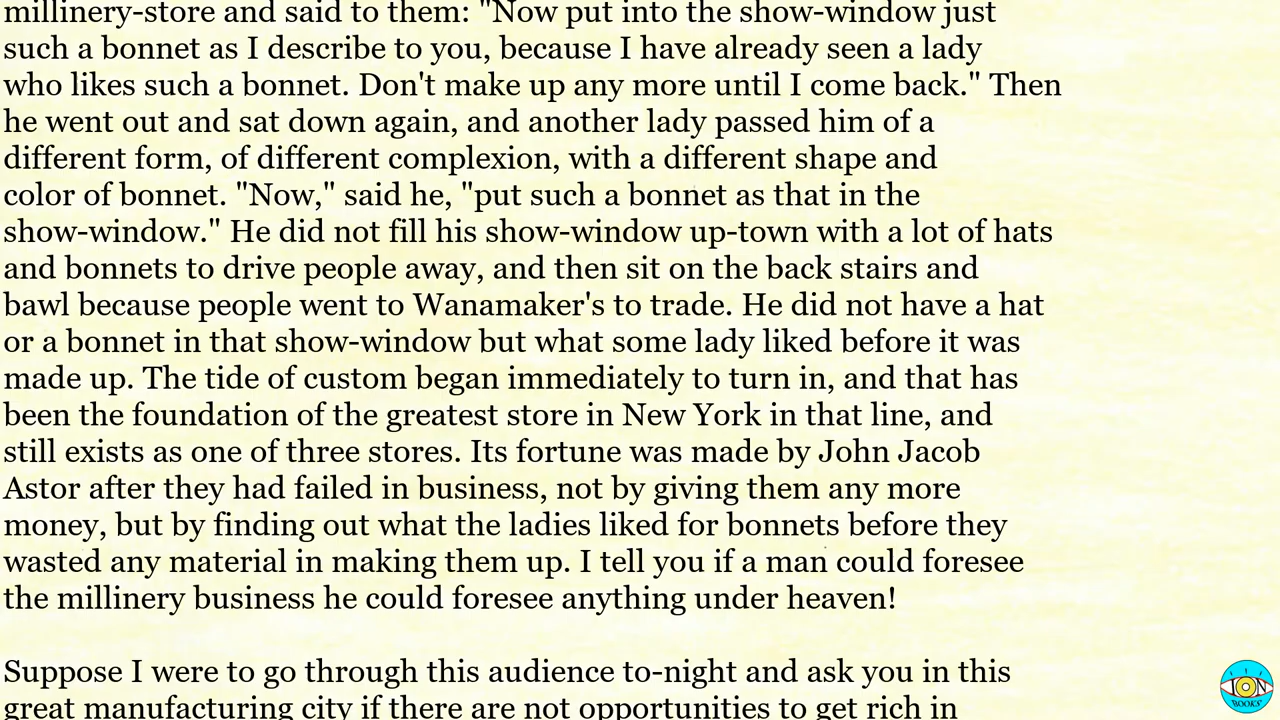 millinery-store and said to them: "Now put into the show-window just
such a bonnet as I describe to you, because I have already seen a lady
who likes such a bonnet. Don't make up any more until I come back." Then
he went out and sat down again, and another lady passed him of a
different form, of different complexion, with a different shape and
color of bonnet. "Now," said he, "put such a bonnet as that in the
show-window." He did not fill his show-window up-town with a lot of hats
and bonnets to drive people away, and then sit on the back stairs and
bawl because people went to Wanamaker's to trade. He did not have a hat
or a bonnet in that show-window but what some lady liked before it was
made up. The tide of custom began immediately to turn in, and that has
been the foundation of the greatest store in New York in that line, and
still exists as one of three stores. Its fortune was made by John Jacob
Astor after they had failed in business, not by giving them any more
money, but by finding out what the ladies liked for bonnets before they
wasted any material in making them up. I tell you if a man could foresee
the millinery business he could foresee anything under heaven!
Suppose I were to go through this audience to-night and ask you in this
great manufacturing city if there are not opportunities to get rich in
ION
BOOKS